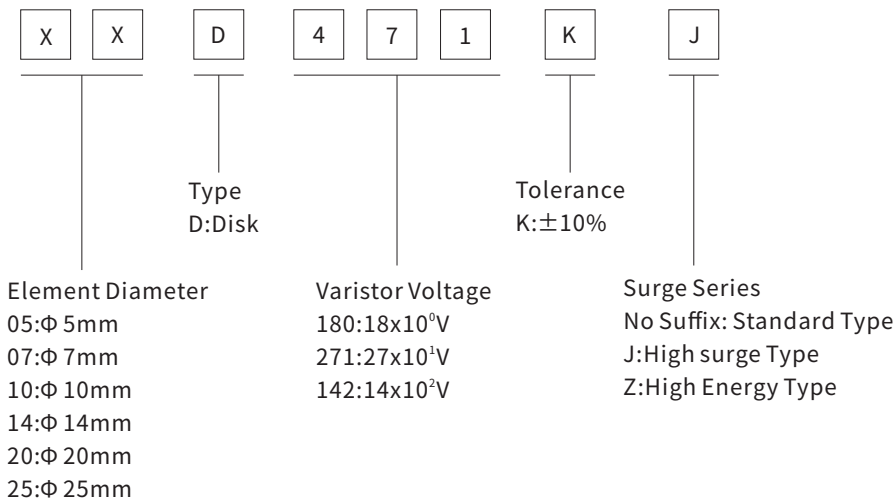 X X D 4 7 1 K J
Type
D:Disk
Tolerance
K:±10%
Element Diameter
05:Φ 5mm
07:Φ 7mm
10:Φ 10mm
14:Φ 14mm
20:Φ 20mm
25:Φ 25mm
Varistor Voltage
180:18x10⁰V
271:27x10¹V
142:14x10²V
Surge Series
No Suffix: Standard Type
J:High surge Type
Z:High Energy Type